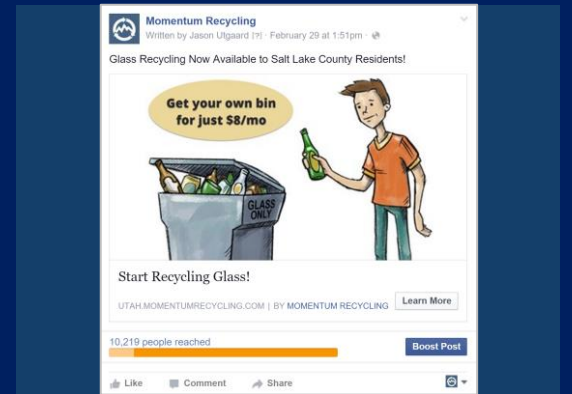 Momentum Recycling
Written by Jason Utgaard [?] · February 29 at 1:51pm ·
Glass Recycling Now Available to Salt Lake County Residents!
Get your own bin
for just $8/mo
GLASS
ONLY
Start Recycling Glass!
UTAH.MOMENTUMRECYCLING.COM | BY MOMENTUM RECYCLING
Learn More
10,219 people reached
Boost Post
Like Comment Share